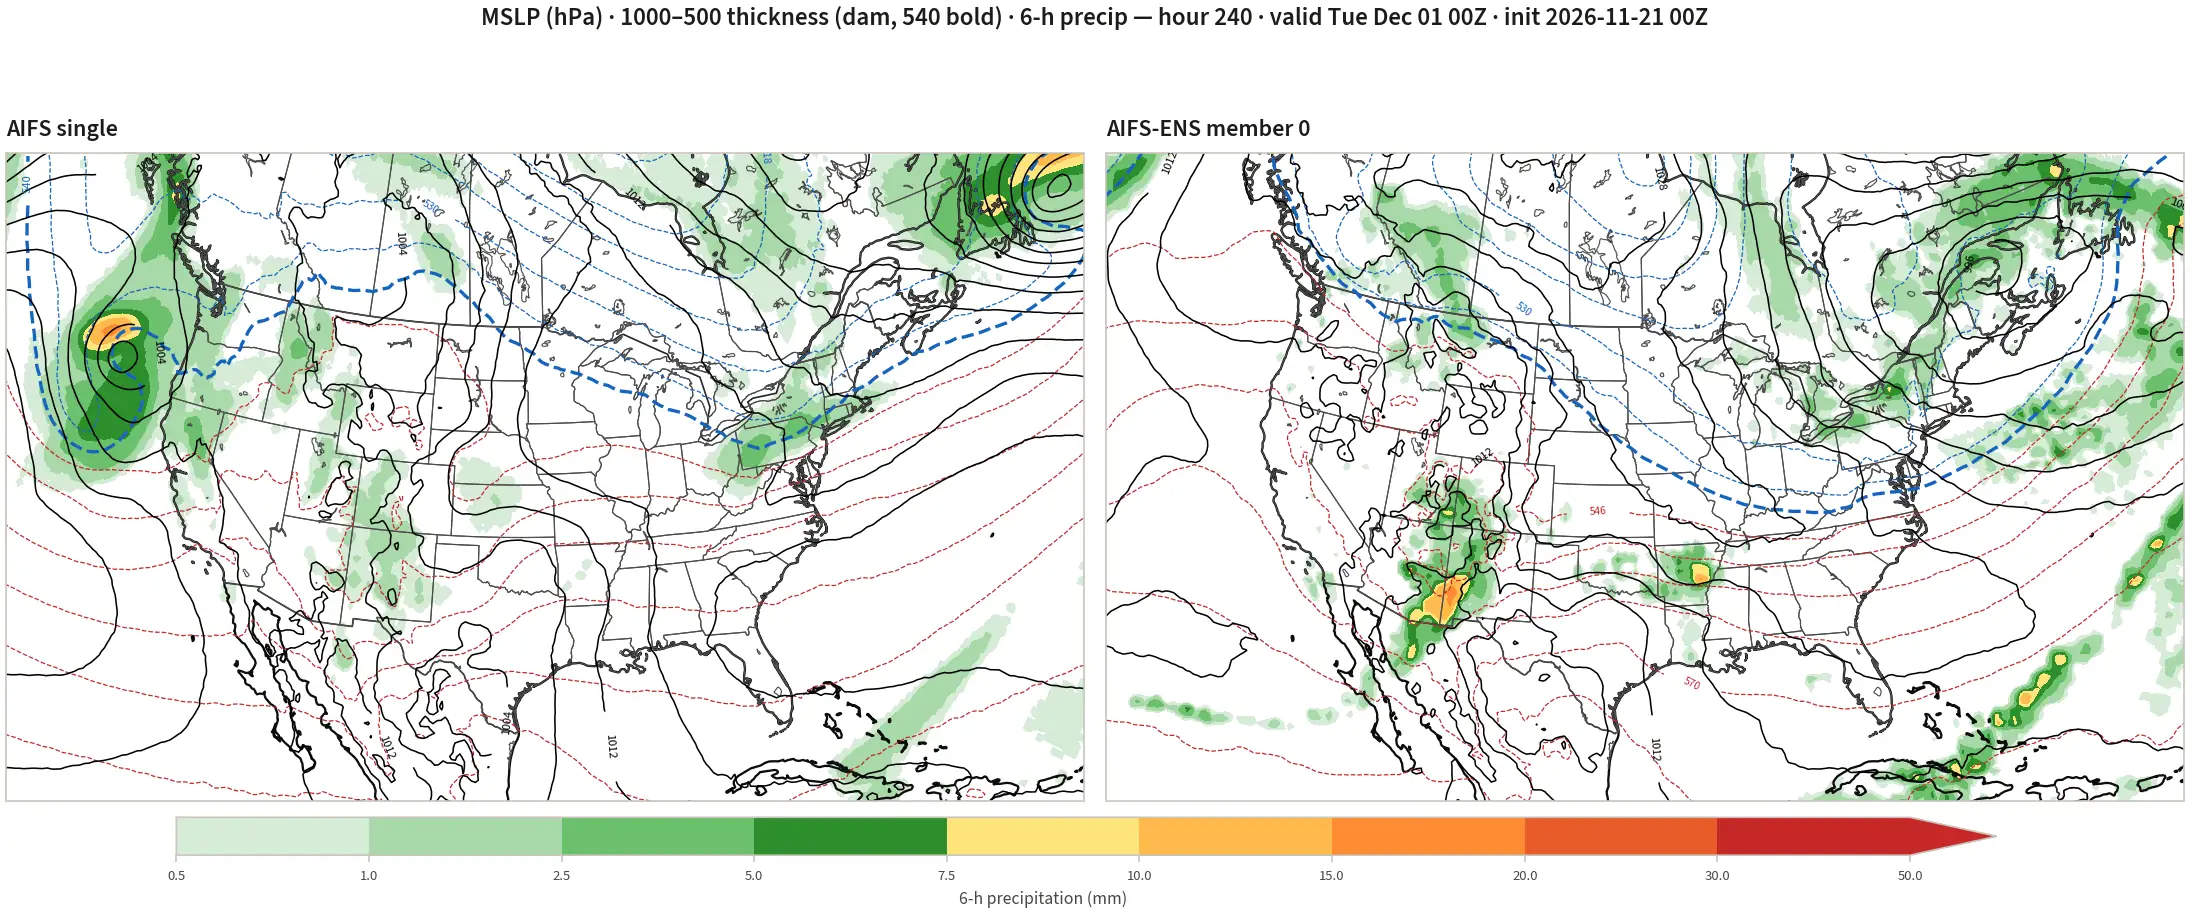 MSLP (hPa) · 1000–500 thickness (dam, 540 bold) · 6-h precip — hour 240 · valid Tue Dec 01 00Z · init 2026-11-21 00Z
AIFS single
AIFS-ENS member 0
530
1004
1004
1004
1012
1012
1012
530
1012
546
570
1012
0.5 1.0 2.5 5.0 7.5 10.0 15.0 20.0 30.0 50.0
6-h precipitation (mm)